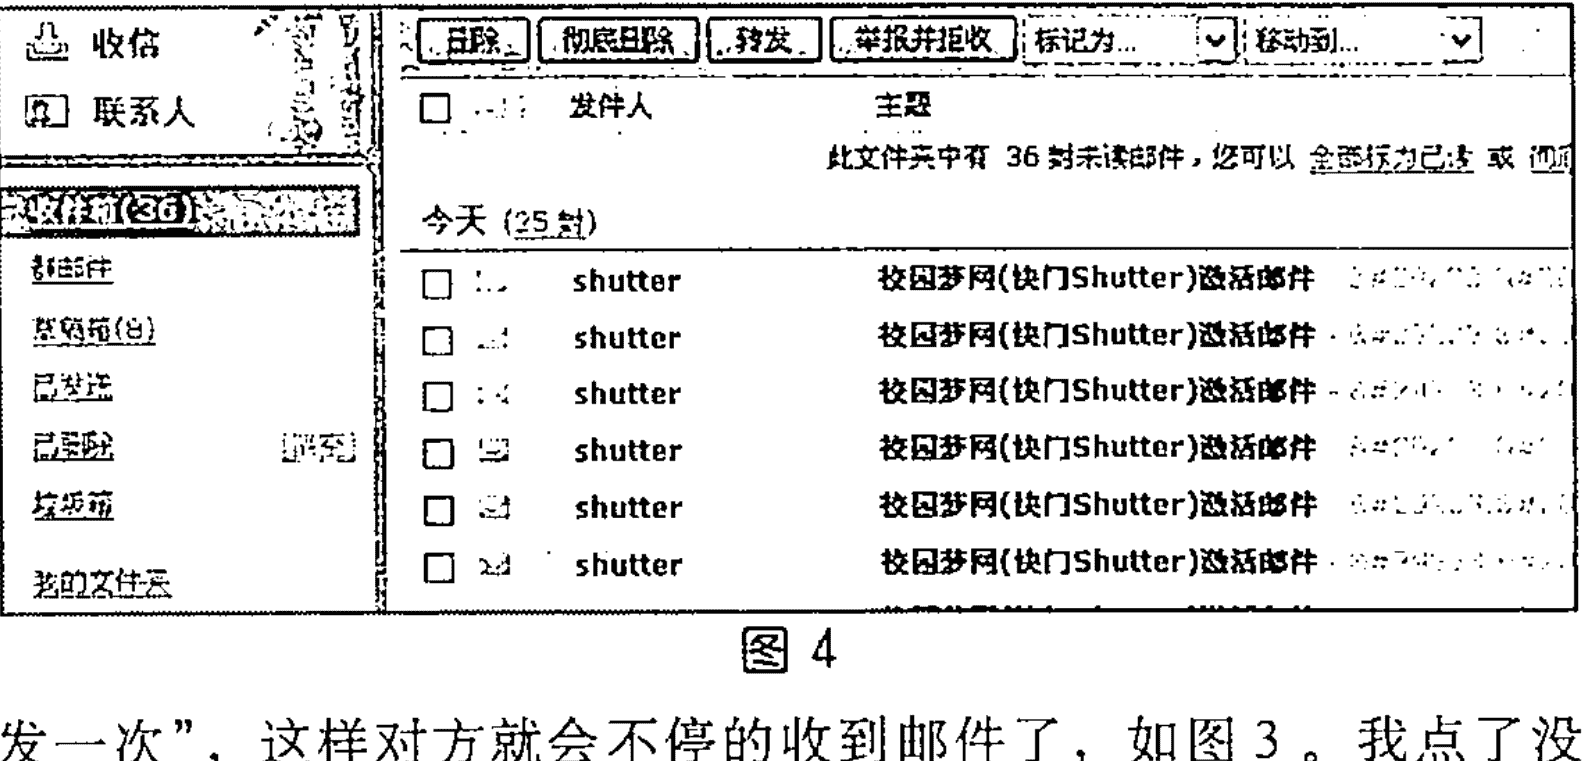 收信
联系人
收件箱(36)
群邮件
草稿箱(8)
已发送
已删除
垃圾箱
我的文件夹
删除 彻底删除 转发 举报并拒收 标记为... 移动到...
发件人 主题
此文件夹中有 36 封未读邮件，您可以 全部标为已读 或
今天 (25 封)
shutter 校园梦网(快门Shutter)激活邮件
shutter 校园梦网(快门Shutter)激活邮件
shutter 校园梦网(快门Shutter)激活邮件
shutter 校园梦网(快门Shutter)激活邮件
shutter 校园梦网(快门Shutter)激活邮件
shutter 校园梦网(快门Shutter)激活邮件
图 4
发一次”，这样对方就会不停的收到邮件了，如图 3 。我点了没